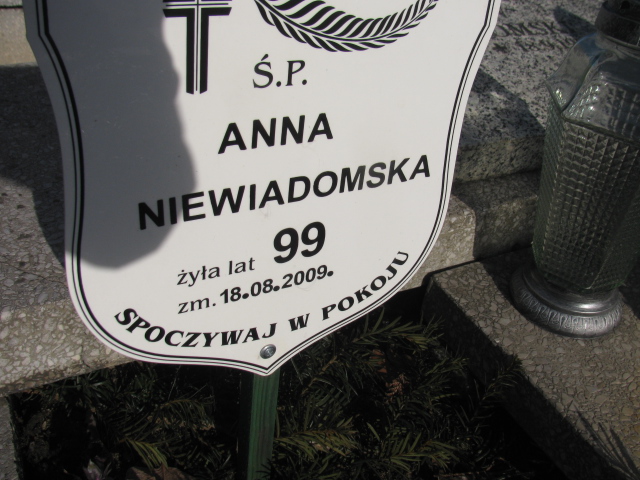 Ś.P.
ANNA
NIEWIADOMSKA
żyła lat 99
zm. 18.08.2009.
SPOCZYWAJ W POKOJU